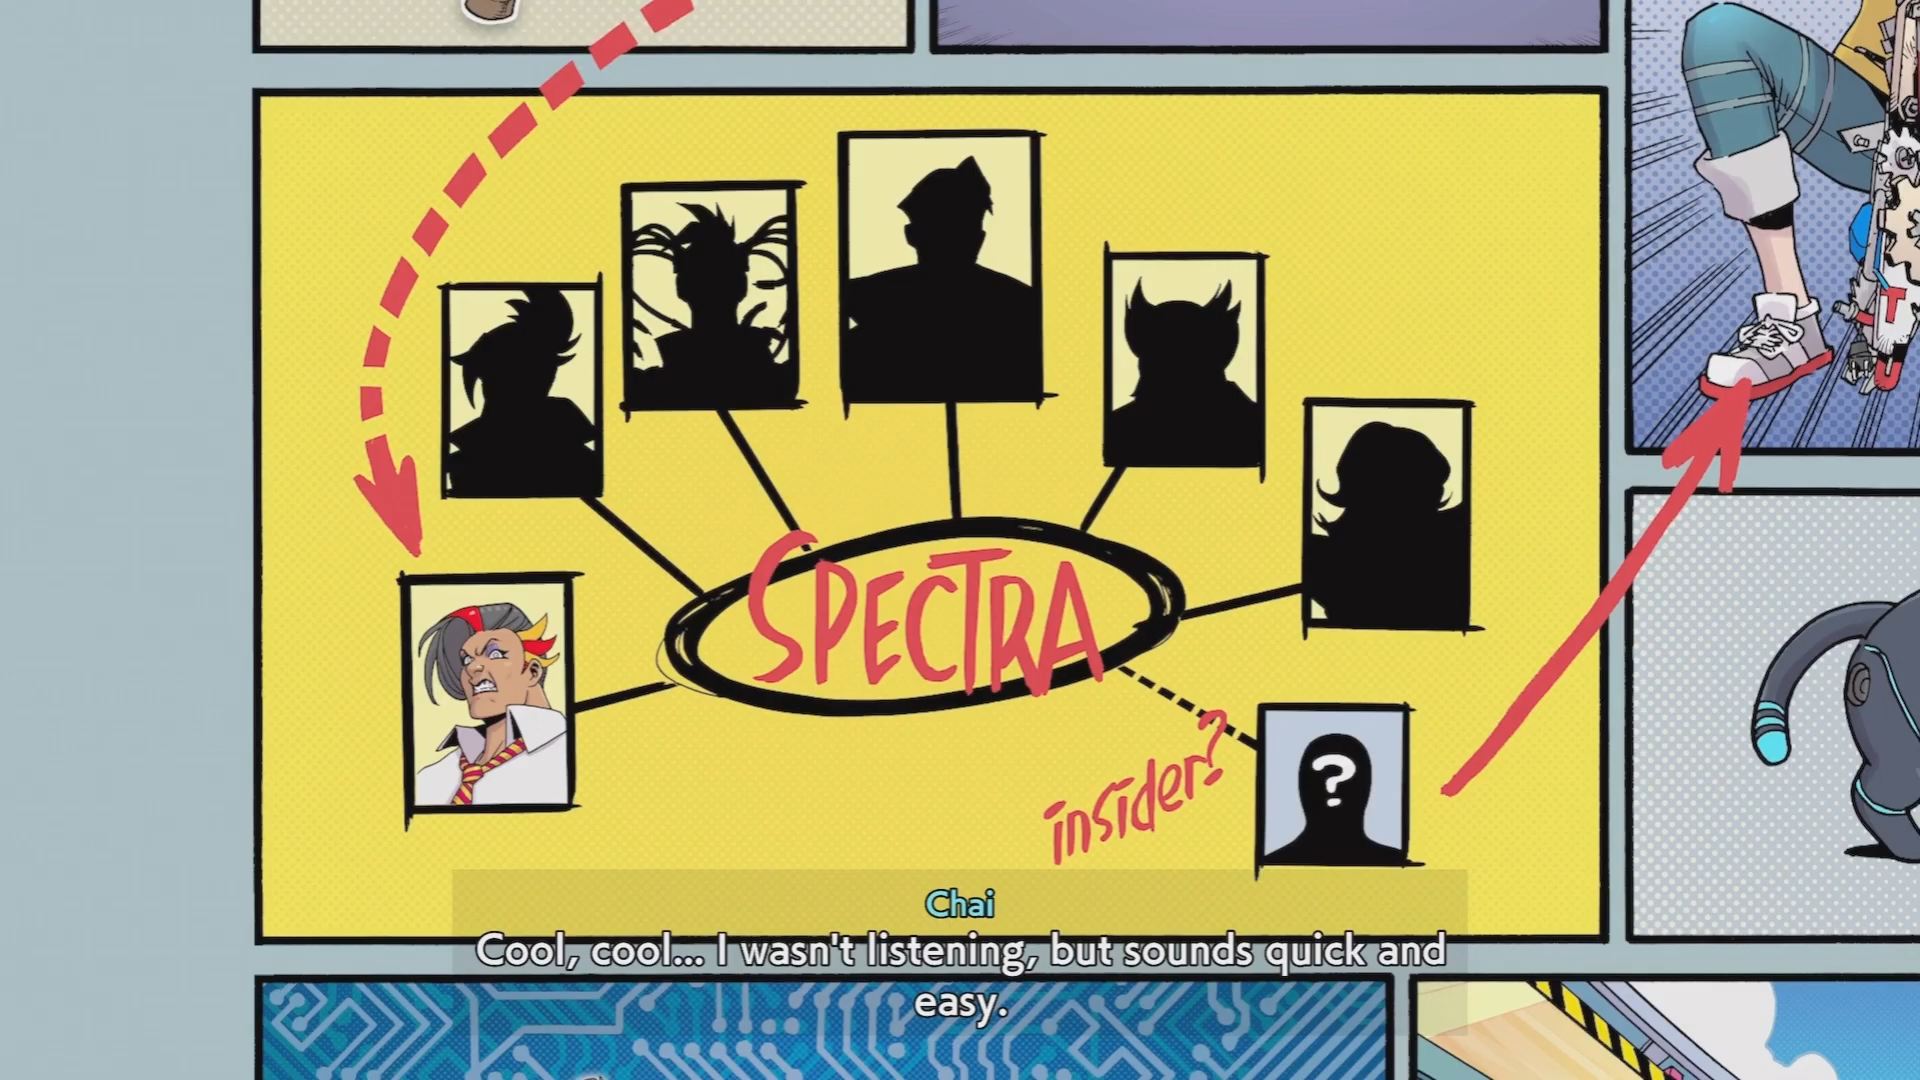 SPECTRA
insider?
?
Chai
Cool, cool... I wasn't listening, but sounds quick and
easy.